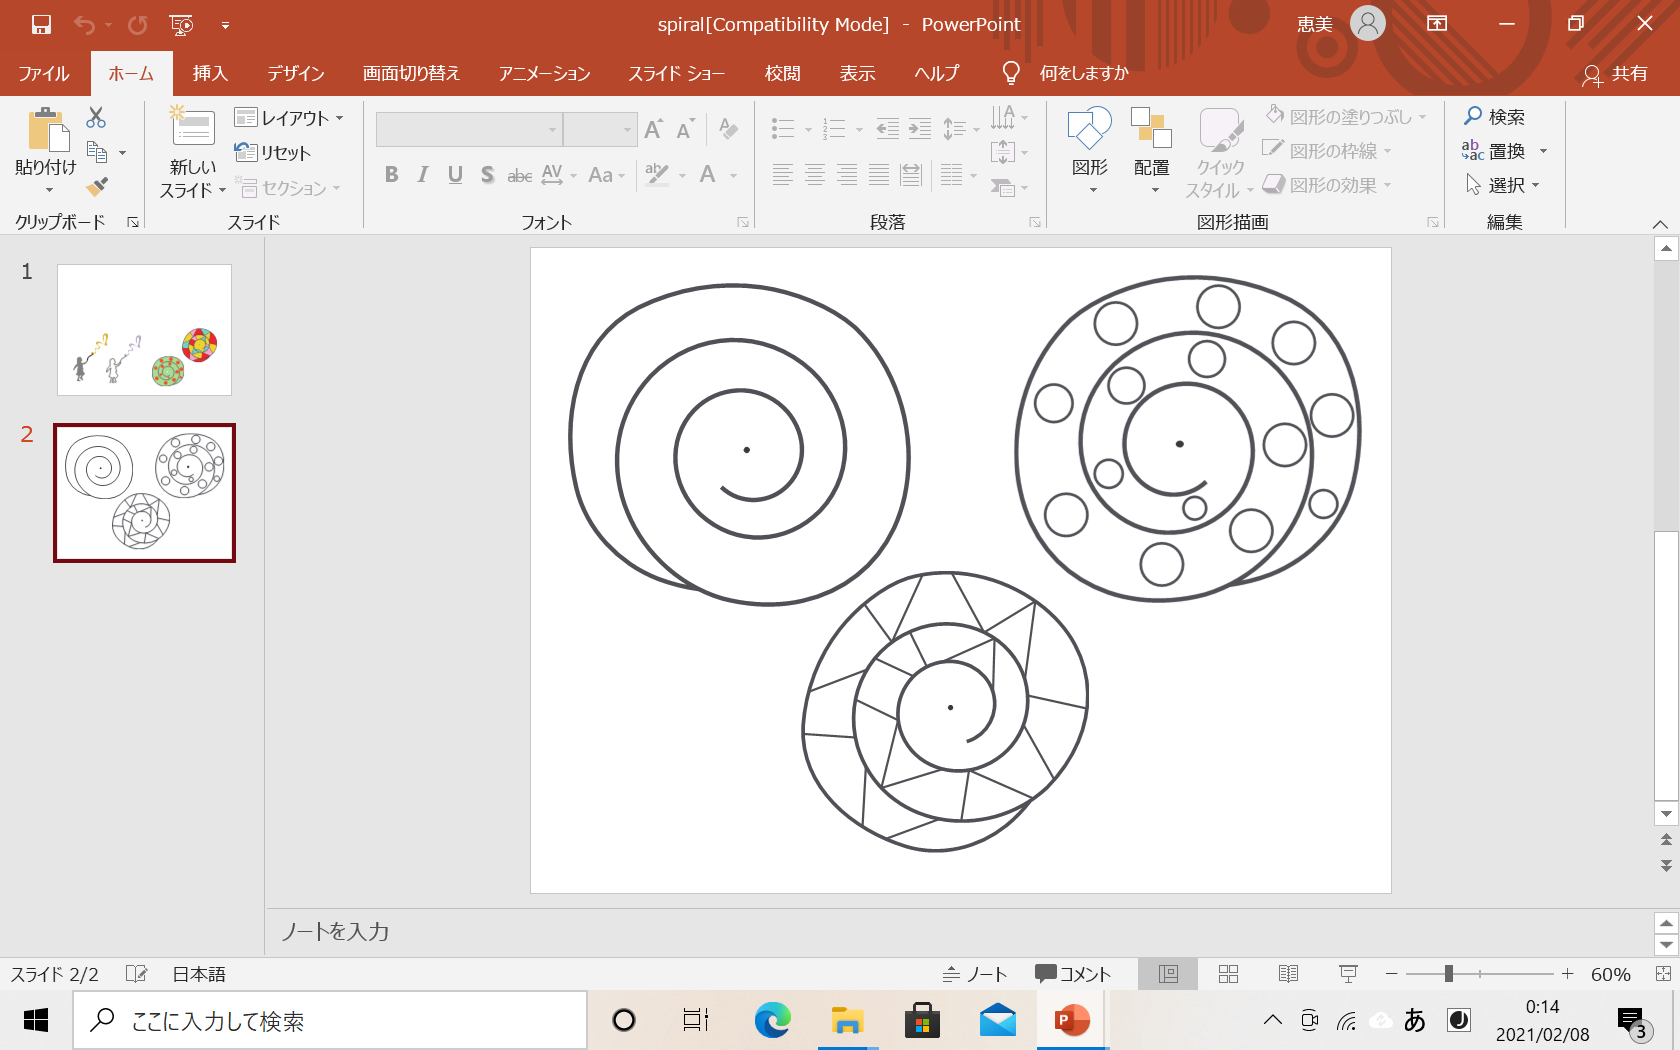 spiral[Compatibility Mode] - PowerPoint
恵美
ファイル ホーム 挿入 デザイン 画面切り替え アニメーション スライド ショー 校閲 表示 ヘルプ 何をしますか 共有
貼り付け
新しい
スライド
レイアウト
リセット
セクション
B I U S abc AV Aa A
図形
配置
クイック
スタイル
図形の塗りつぶし
図形の枠線
図形の効果
検索
置換
選択
クリップボード スライド フォント 段落 図形描画 編集
1
2
ノートを入力
スライド 2/2 日本語 ノート コメント 60%
ここに入力して検索
あ
0:14
2021/02/08
3